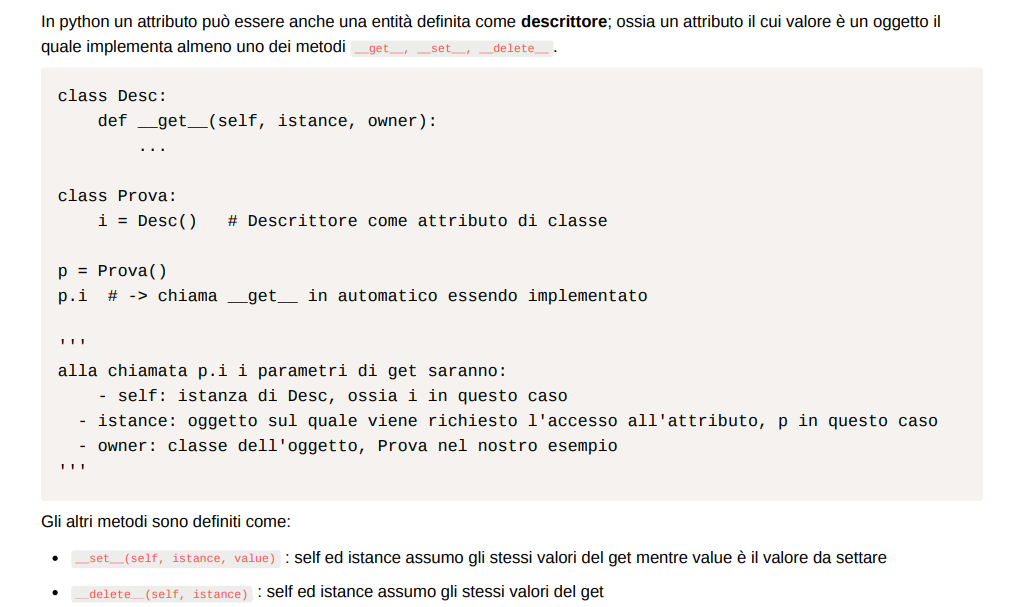 In python un attributo può essere anche una entità definita come descrittore; ossia un attributo il cui valore è un oggetto il
quale implementa almeno uno dei metodi __get__, __set__, __delete__ .
class Desc:
    def __get__(self, istance, owner):
        ...
class Prova:
    i = Desc()   # Descrittore come attributo di classe
p = Prova()
p.i  # -> chiama __get__ in automatico essendo implementato
'''
alla chiamata p.i i parametri di get saranno:
    - self: istanza di Desc, ossia i in questo caso
  - istance: oggetto sul quale viene richiesto l'accesso all'attributo, p in questo caso
  - owner: classe dell'oggetto, Prova nel nostro esempio
'''
Gli altri metodi sono definiti come:
• __set__(self, istance, value) : self ed istance assumo gli stessi valori del get mentre value è il valore da settare
• __delete__(self, istance) : self ed istance assumo gli stessi valori del get